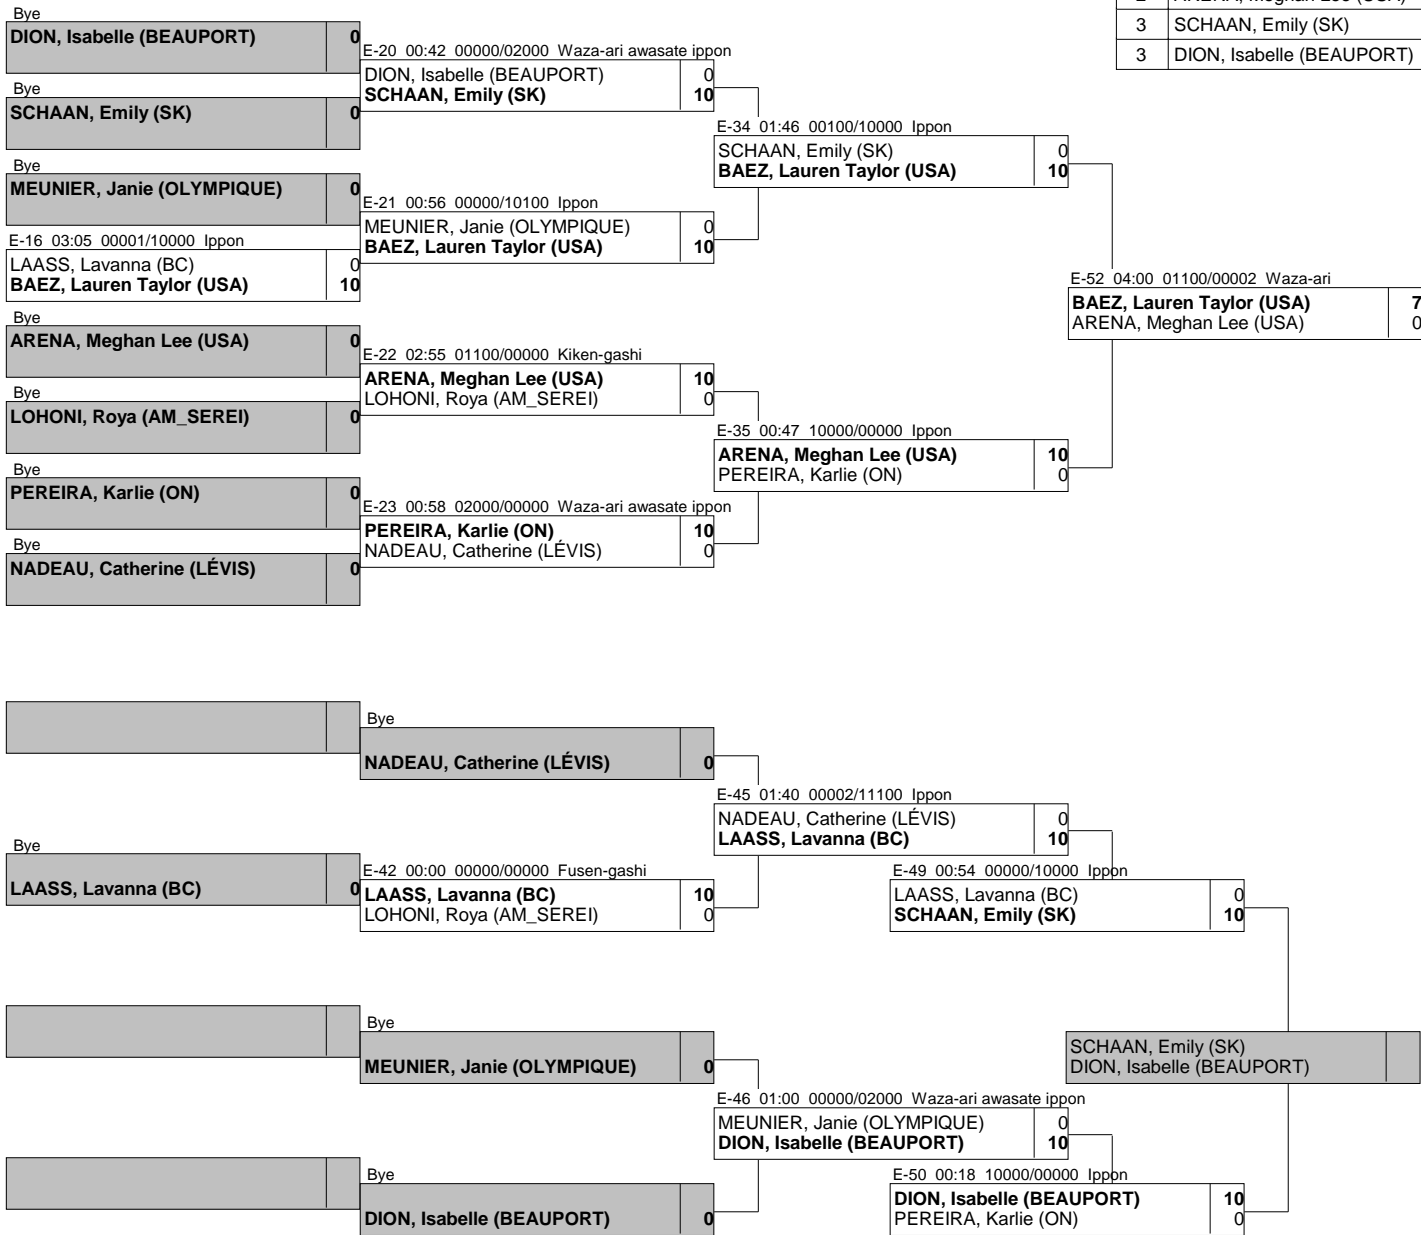 2 ARENA, Meghan Lee (USA)
3 SCHAAN, Emily (SK)
3 DION, Isabelle (BEAUPORT)
Bye
DION, Isabelle (BEAUPORT) 0
Bye
SCHAAN, Emily (SK) 0
Bye
MEUNIER, Janie (OLYMPIQUE) 0
E-16 03:05 00001/10000 Ippon
LAASS, Lavanna (BC) 0
BAEZ, Lauren Taylor (USA) 10
Bye
ARENA, Meghan Lee (USA) 0
Bye
LOHONI, Roya (AM_SEREI) 0
Bye
PEREIRA, Karlie (ON) 0
Bye
NADEAU, Catherine (LÉVIS) 0
E-20 00:42 00000/02000 Waza-ari awasate ippon
DION, Isabelle (BEAUPORT) 0
SCHAAN, Emily (SK) 10
E-21 00:56 00000/10100 Ippon
MEUNIER, Janie (OLYMPIQUE) 0
BAEZ, Lauren Taylor (USA) 10
E-22 02:55 01100/00000 Kiken-gashi
ARENA, Meghan Lee (USA) 10
LOHONI, Roya (AM_SEREI) 0
E-23 00:58 02000/00000 Waza-ari awasate ippon
PEREIRA, Karlie (ON) 10
NADEAU, Catherine (LÉVIS) 0
E-34 01:46 00100/10000 Ippon
SCHAAN, Emily (SK) 0
BAEZ, Lauren Taylor (USA) 10
E-35 00:47 10000/00000 Ippon
ARENA, Meghan Lee (USA) 10
PEREIRA, Karlie (ON) 0
E-52 04:00 01100/00002 Waza-ari
BAEZ, Lauren Taylor (USA) 7
ARENA, Meghan Lee (USA) 0
Bye
NADEAU, Catherine (LÉVIS) 0
Bye
LAASS, Lavanna (BC) 0
E-42 00:00 00000/00000 Fusen-gashi
LAASS, Lavanna (BC) 10
LOHONI, Roya (AM_SEREI) 0
E-45 01:40 00002/11100 Ippon
NADEAU, Catherine (LÉVIS) 0
LAASS, Lavanna (BC) 10
E-49 00:54 00000/10000 Ippon
LAASS, Lavanna (BC) 0
SCHAAN, Emily (SK) 10
Bye
MEUNIER, Janie (OLYMPIQUE) 0
Bye
DION, Isabelle (BEAUPORT) 0
E-46 01:00 00000/02000 Waza-ari awasate ippon
MEUNIER, Janie (OLYMPIQUE) 0
DION, Isabelle (BEAUPORT) 10
E-50 00:18 10000/00000 Ippon
DION, Isabelle (BEAUPORT) 10
PEREIRA, Karlie (ON) 0
SCHAAN, Emily (SK)
DION, Isabelle (BEAUPORT)